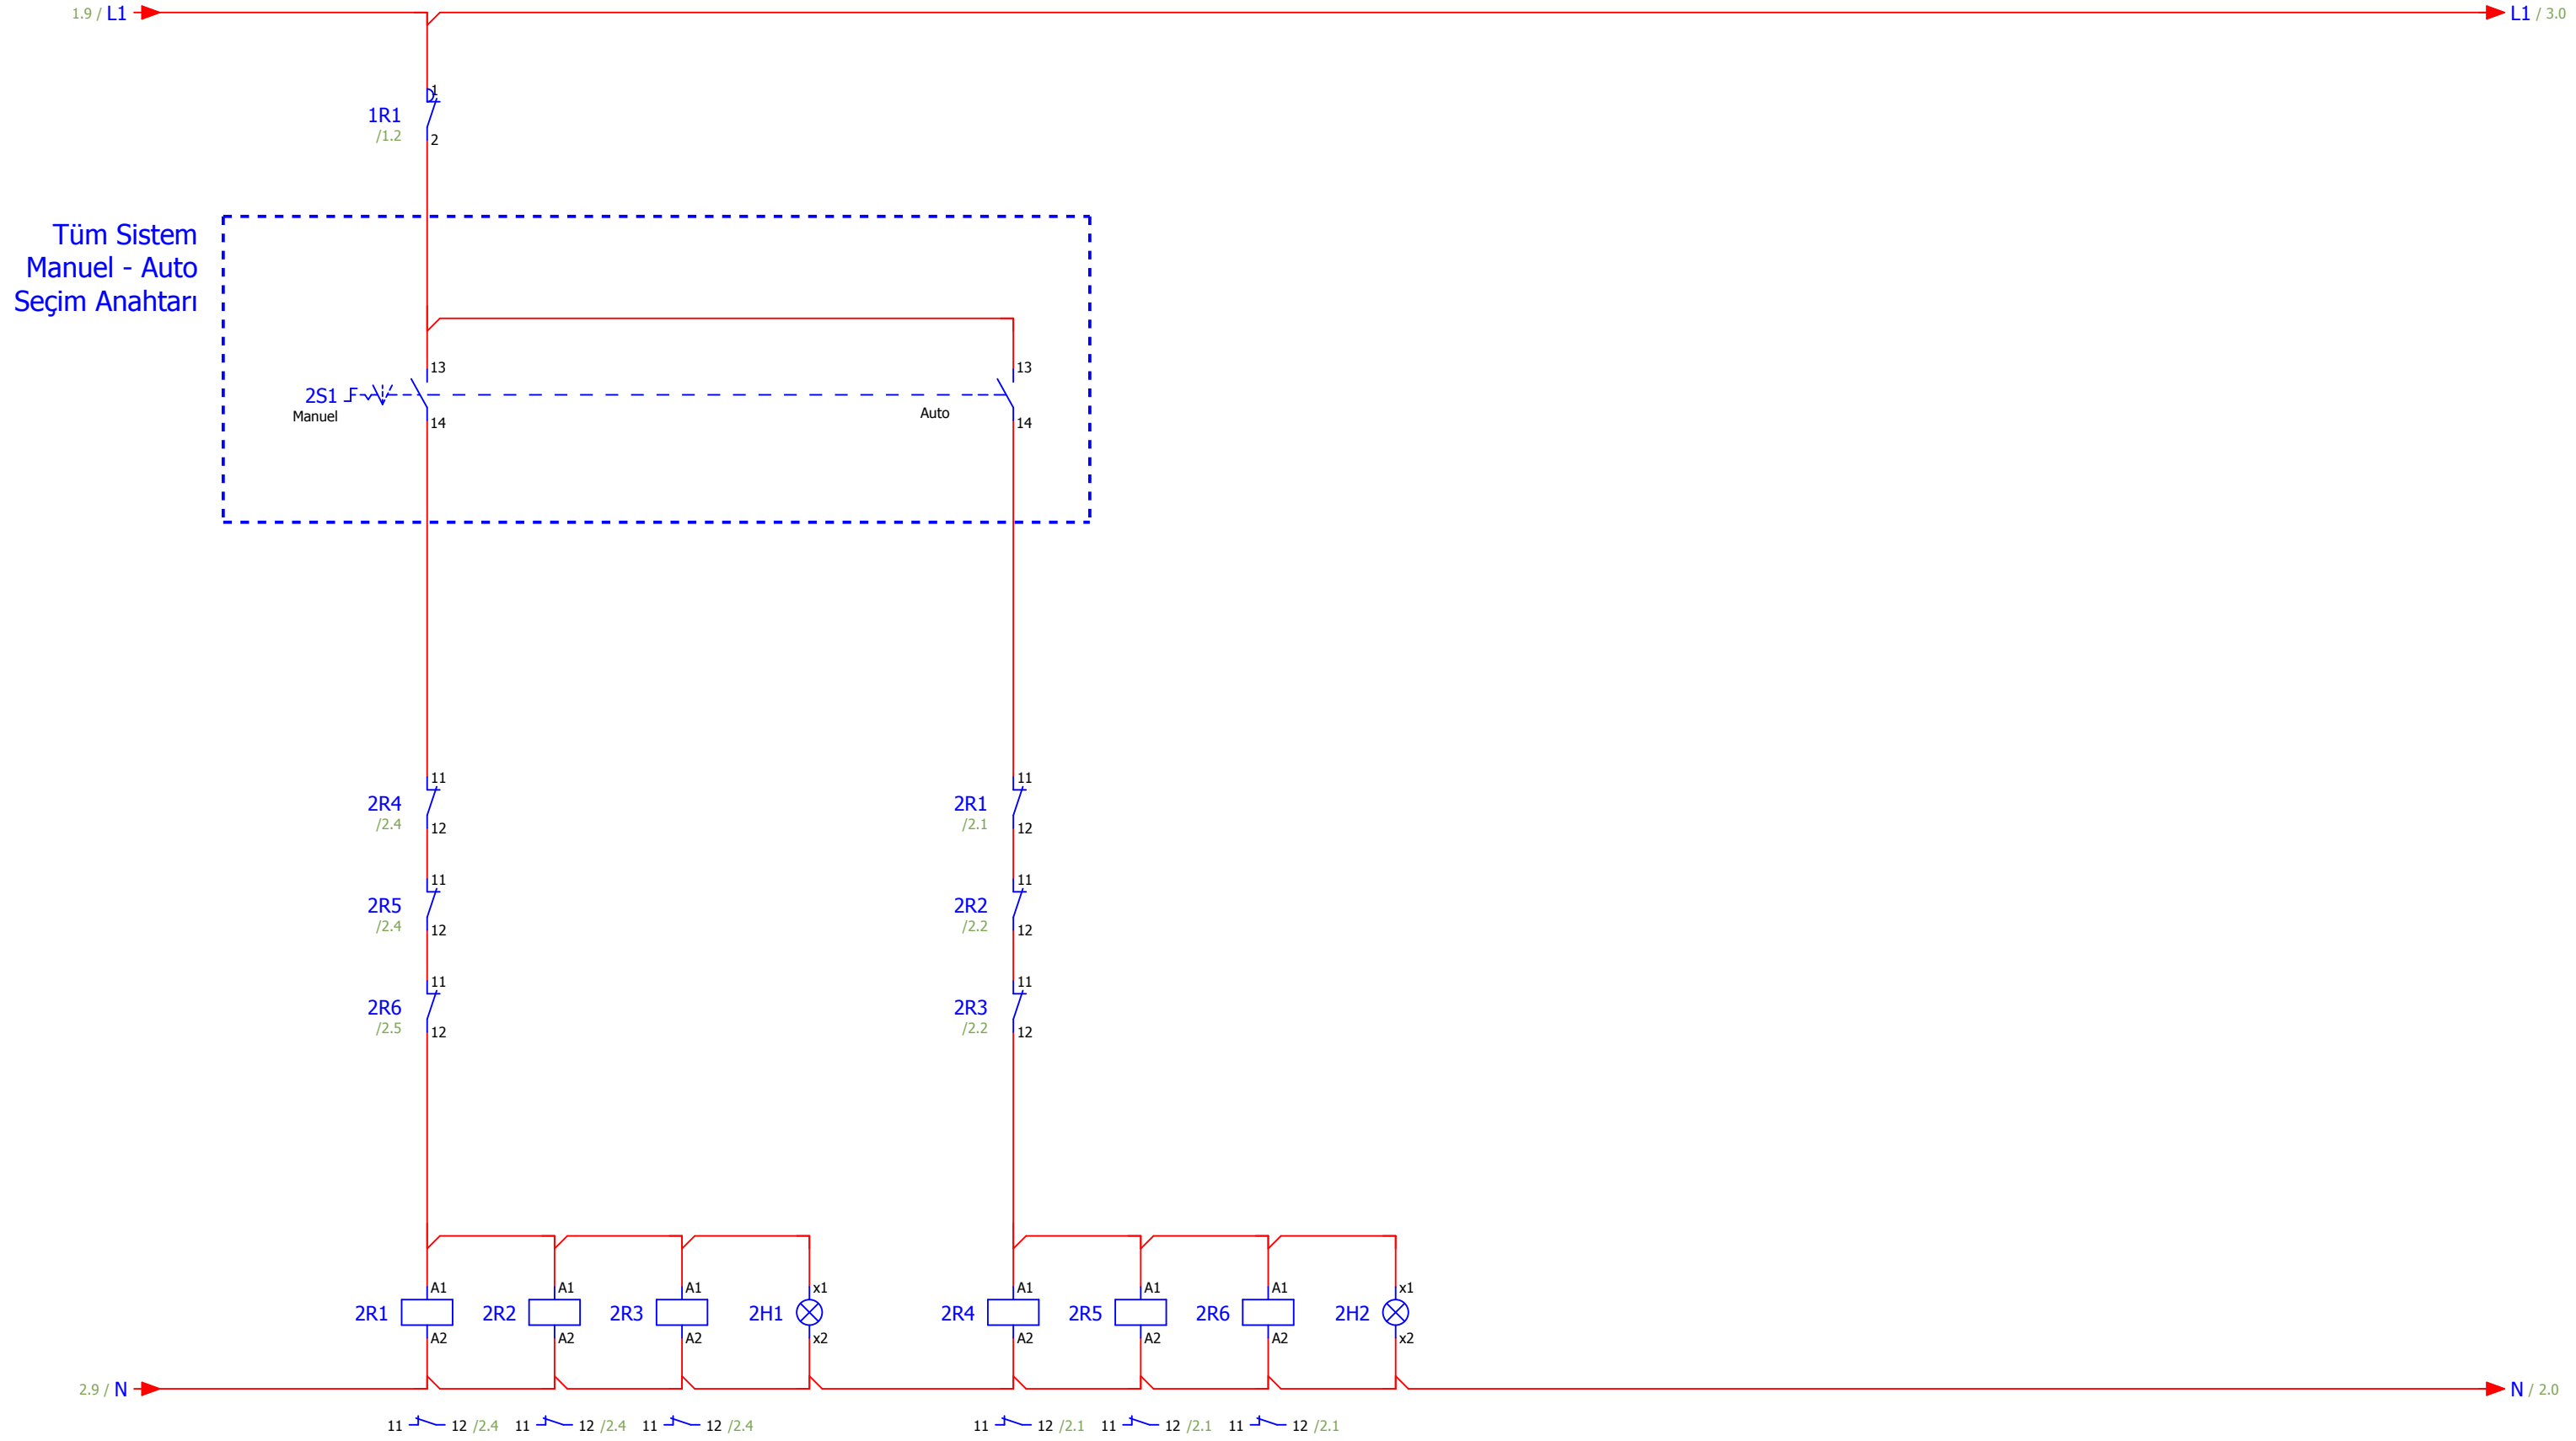 1.9 / L1
L1 / 3.0
1
1R1
/1.2
2
Tüm Sistem
Manuel - Auto
Seçim Anahtarı
13
13
2S1
Manuel
Auto
14
14
11
11
2R4
2R1
/2.4
/2.1
12
12
11
11
2R5
2R2
/2.4
/2.2
12
12
11
11
2R6
2R3
/2.5
/2.2
12
12
A1 A1 A1 x1 A1 A1 A1 x1
2R1 2R2 2R3 2H1 2R4 2R5 2R6 2H2
A2 A2 A2 x2 A2 A2 A2 x2
2.9 / N
N / 2.0
11 12 /2.4 11 12 /2.4 11 12 /2.4 11 12 /2.1 11 12 /2.1 11 12 /2.1